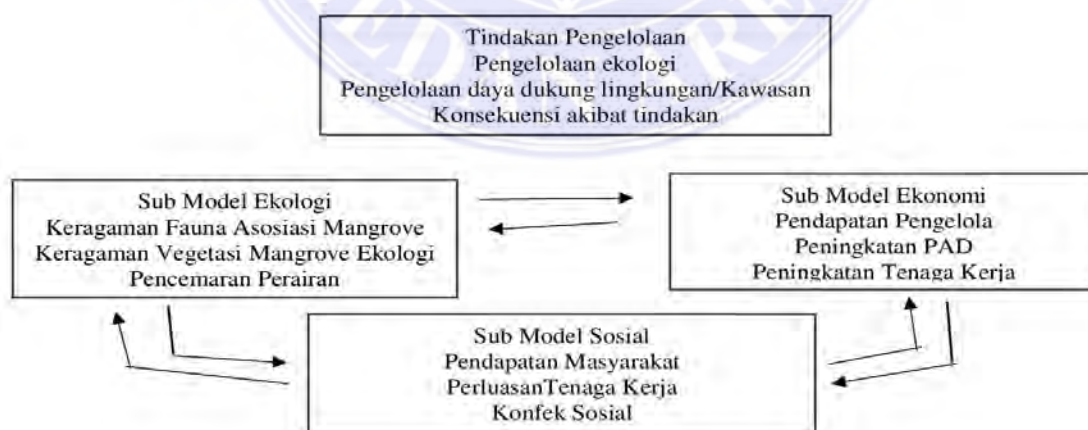 Tindakan Pengelolaan
Pengelolaan ekologi
Pengelolaan daya dukung lingkungan/Kawasan
Konsekuensi akibat tindakan
Sub Model Ekologi
Keragaman Fauna Asosiasi Mangrove
Keragaman Vegetasi Mangrove Ekologi
Pencemaran Perairan
Sub Model Ekonomi
Pendapatan Pengelola
Peningkatan PAD
Peningkatan Tenaga Kerja
Sub Model Sosial
Pendapatan Masyarakat
PerluasanTenaga Kerja
Konfek Sosial